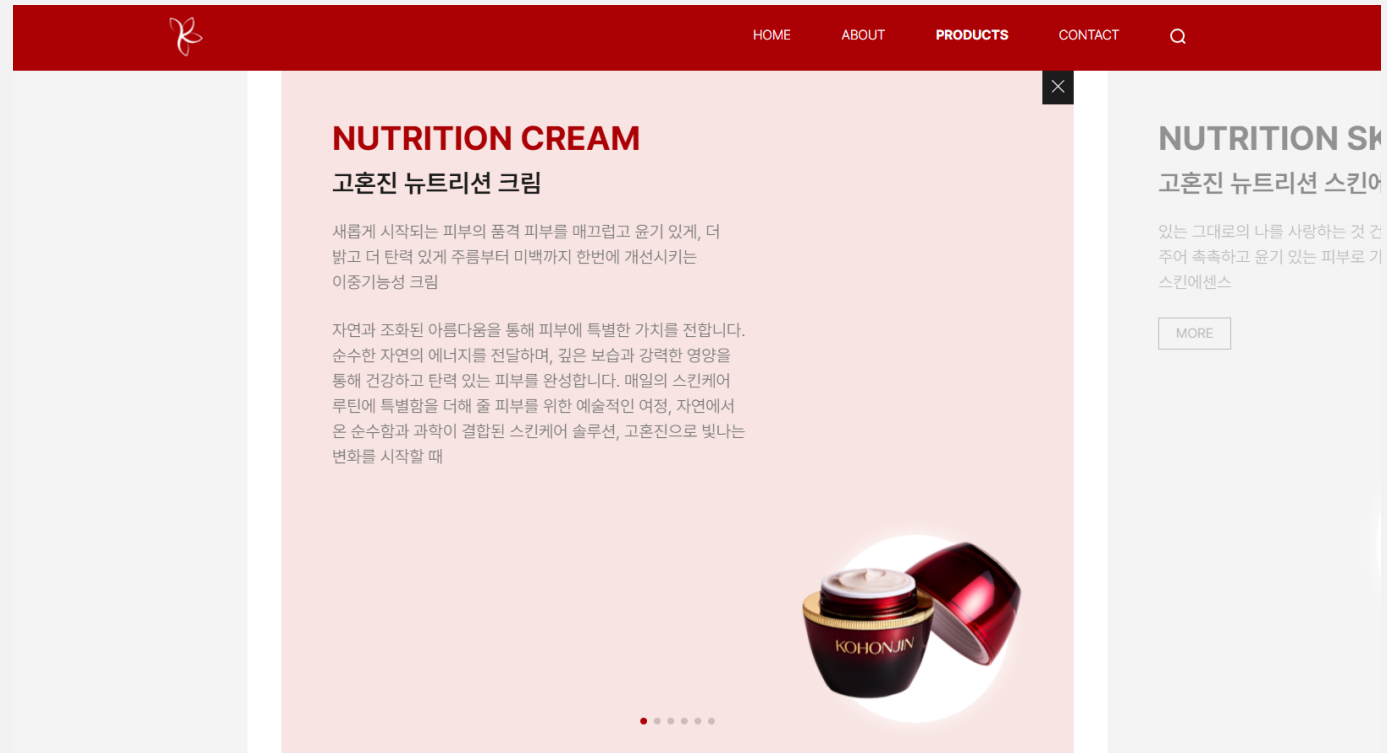 HOME ABOUT PRODUCTS CONTACT
NUTRITION CREAM
고혼진 뉴트리션 크림
새롭게 시작되는 피부의 품격 피부를 매끄럽고 윤기 있게, 더
밝고 더 탄력 있게 주름부터 미백까지 한번에 개선시키는
이중기능성 크림
자연과 조화된 아름다움을 통해 피부에 특별한 가치를 전합니다.
순수한 자연의 에너지를 전달하며, 깊은 보습과 강력한 영양을
통해 건강하고 탄력 있는 피부를 완성합니다. 매일의 스킨케어
루틴에 특별함을 더해 줄 피부를 위한 예술적인 여정, 자연에서
온 순수함과 과학이 결합된 스킨케어 솔루션, 고혼진으로 빛나는
변화를 시작할 때
KOHONJIN
NUTRITION SK
고혼진 뉴트리션 스킨에
있는 그대로의 나를 사랑하는 것 건
주어 촉촉하고 윤기 있는 피부로 가
스킨에센스
MORE